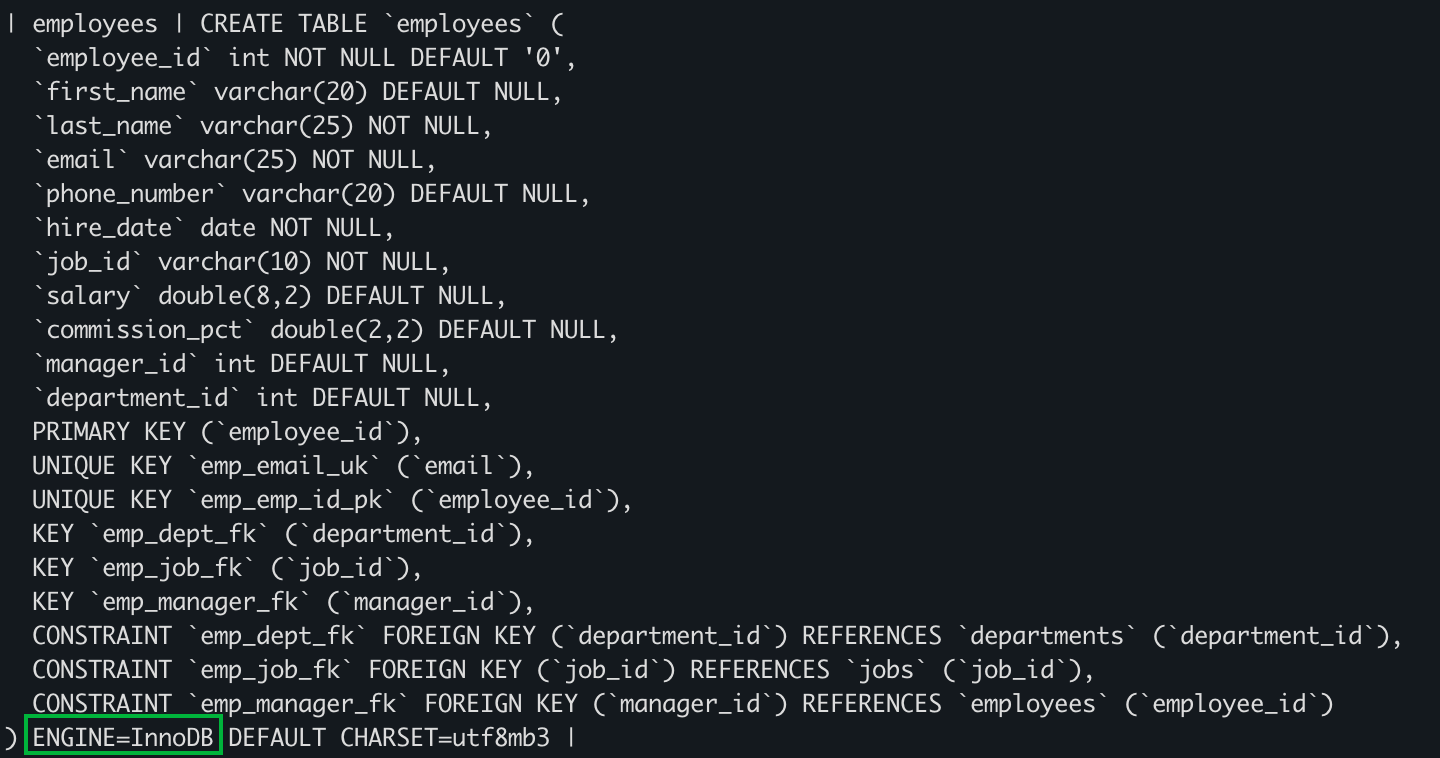 | employees | CREATE TABLE `employees` (
  `employee_id` int NOT NULL DEFAULT '0',
  `first_name` varchar(20) DEFAULT NULL,
  `last_name` varchar(25) NOT NULL,
  `email` varchar(25) NOT NULL,
  `phone_number` varchar(20) DEFAULT NULL,
  `hire_date` date NOT NULL,
  `job_id` varchar(10) NOT NULL,
  `salary` double(8,2) DEFAULT NULL,
  `commission_pct` double(2,2) DEFAULT NULL,
  `manager_id` int DEFAULT NULL,
  `department_id` int DEFAULT NULL,
  PRIMARY KEY (`employee_id`),
  UNIQUE KEY `emp_email_uk` (`email`),
  UNIQUE KEY `emp_emp_id_pk` (`employee_id`),
  KEY `emp_dept_fk` (`department_id`),
  KEY `emp_job_fk` (`job_id`),
  KEY `emp_manager_fk` (`manager_id`),
  CONSTRAINT `emp_dept_fk` FOREIGN KEY (`department_id`) REFERENCES `departments` (`department_id`),
  CONSTRAINT `emp_job_fk` FOREIGN KEY (`job_id`) REFERENCES `jobs` (`job_id`),
  CONSTRAINT `emp_manager_fk` FOREIGN KEY (`manager_id`) REFERENCES `employees` (`employee_id`)
) ENGINE=InnoDB DEFAULT CHARSET=utf8mb3 |